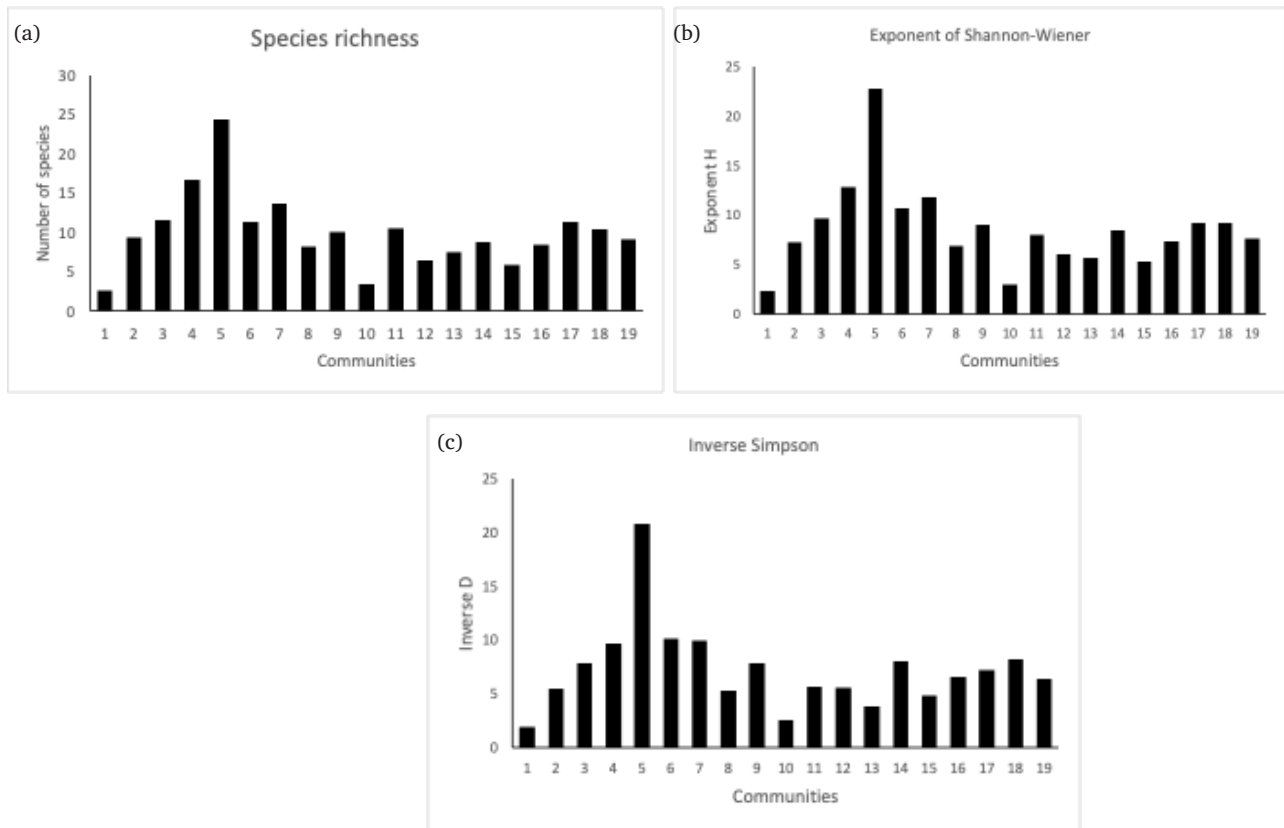 (a)
Species richness
Number of species
30
25
20
15
10
5
0
1 2 3 4 5 6 7 8 9 10 11 12 13 14 15 16 17 18 19
Communities
(b)
Exponent of Shannon-Wiener
Exponent H
25
20
15
10
5
0
1 2 3 4 5 6 7 8 9 10 11 12 13 14 15 16 17 18 19
Communities
(c)
Inverse Simpson
Inverse D
25
20
15
10
5
0
1 2 3 4 5 6 7 8 9 10 11 12 13 14 15 16 17 18 19
Communities